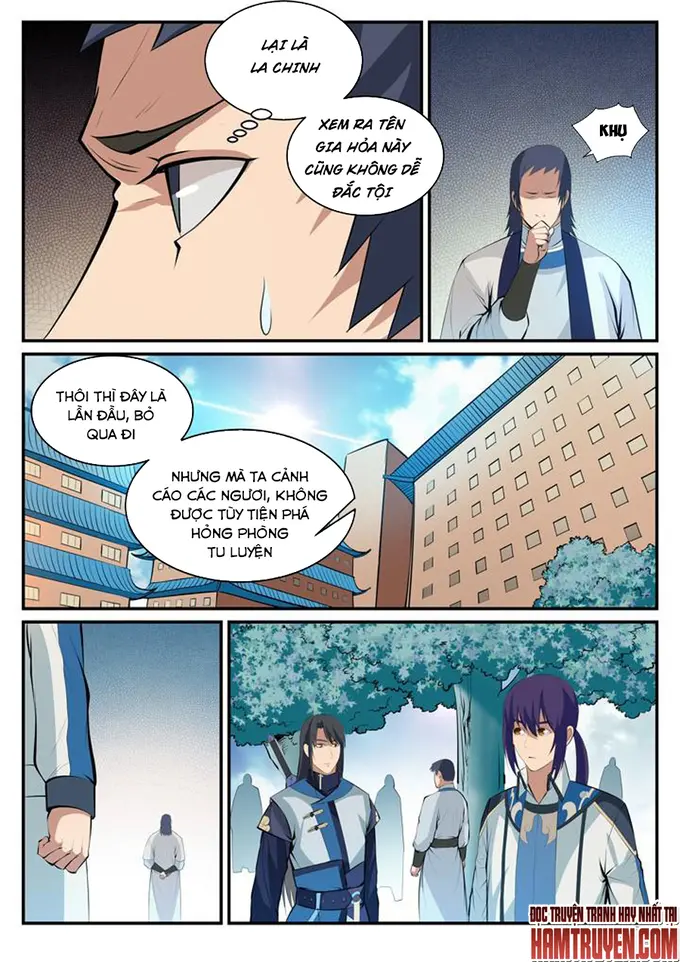 LẠI LÀ
LA CHINH
XEM RA TÊN
GIA HỎA NÀY
CŨNG KHÔNG DỄ
ĐẮC TỘI
KHỤ
THÔI THÌ ĐÂY LÀ
LẦN ĐẦU, BỎ
QUA ĐI
NHƯNG MÀ TA CẢNH
CÁO CÁC NGƯƠI, KHÔNG
ĐƯỢC TÙY TIỆN PHÁ
HỎNG PHÒNG
TU LUYỆN
ĐỌC TRUYỆN TRANH HAY NHẤT TẠI
HAMTRUYEN.COM